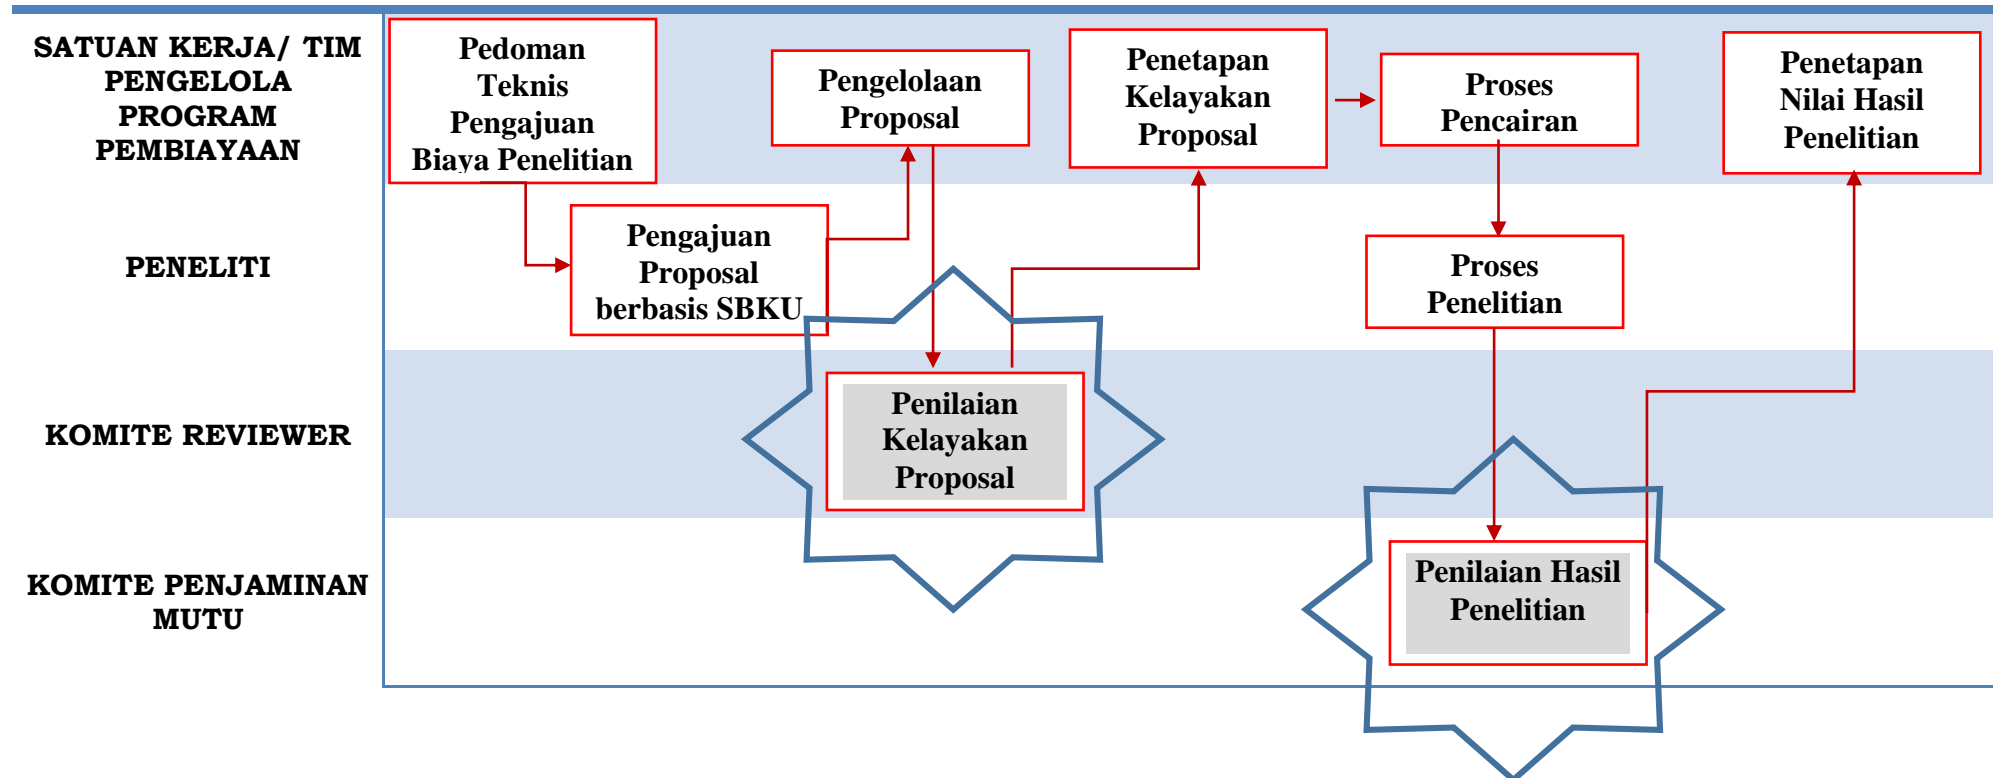 SATUAN KERJA/ TIM
PENGELOLA
PROGRAM
PEMBIAYAAN
Pedoman
Teknis
Pengajuan
Biaya Penelitian
Pengelolaan
Proposal
Penetapan
Kelayakan
Proposal
Proses
Pencairan
Penetapan
Nilai Hasil
Penelitian
PENELITI
Pengajuan
Proposal
berbasis SBKU
Proses
Penelitian
KOMITE REVIEWER
Penilaian
Kelayakan
Proposal
KOMITE PENJAMINAN
MUTU
Penilaian Hasil
Penelitian